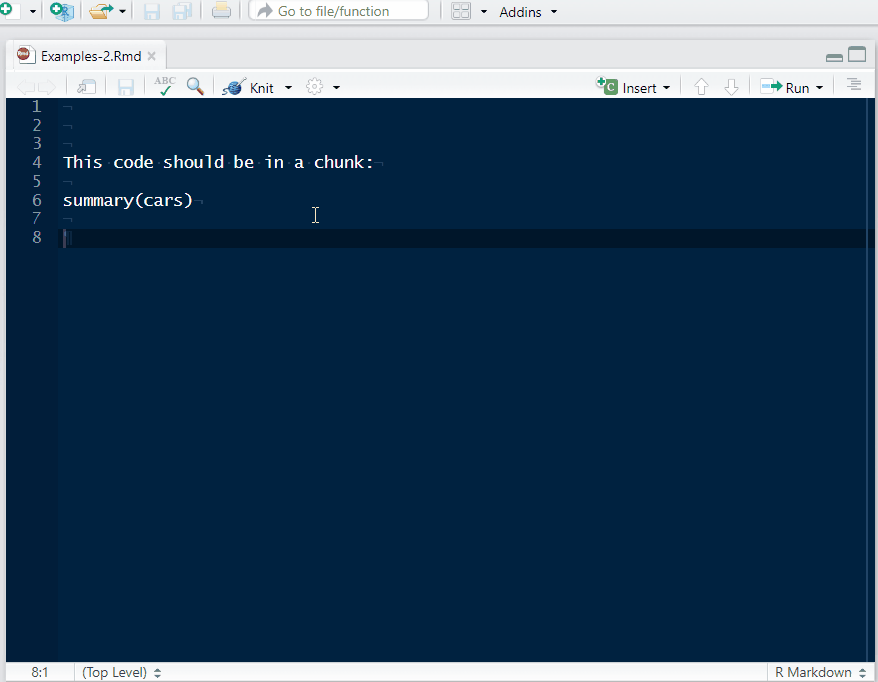 Go to file/function Addins
Examples-2.Rmd
ABC Knit Insert Run
1
2
3
4 This code should be in a chunk:
5
6 summary(cars)
7
8
8:1 (Top Level) R Markdown